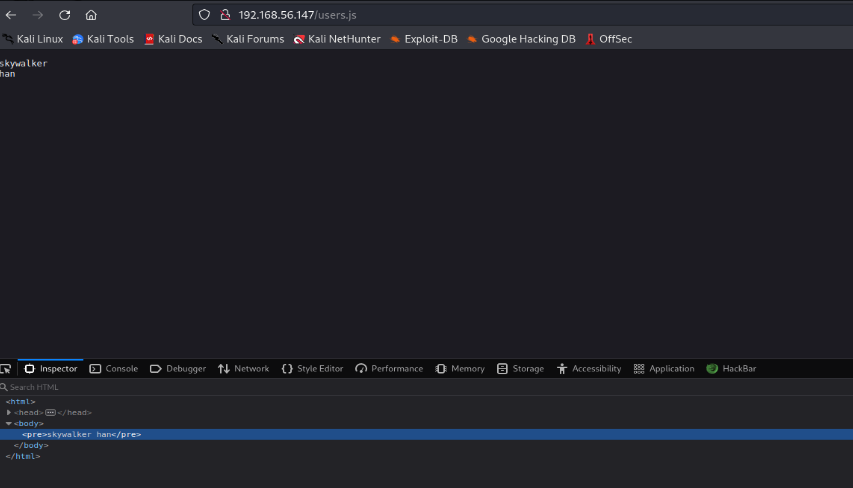 192.168.56.147/users.js
Kali Linux Kali Tools Kali Docs Kali Forums Kali NetHunter Exploit-DB Google Hacking DB OffSec
skywalker
han
Inspector Console Debugger Network Style Editor Performance Memory Storage Accessibility Application HackBar
Search HTML
<html>
<head></head>
<body>
<pre>skywalker han</pre>
</body>
</html>